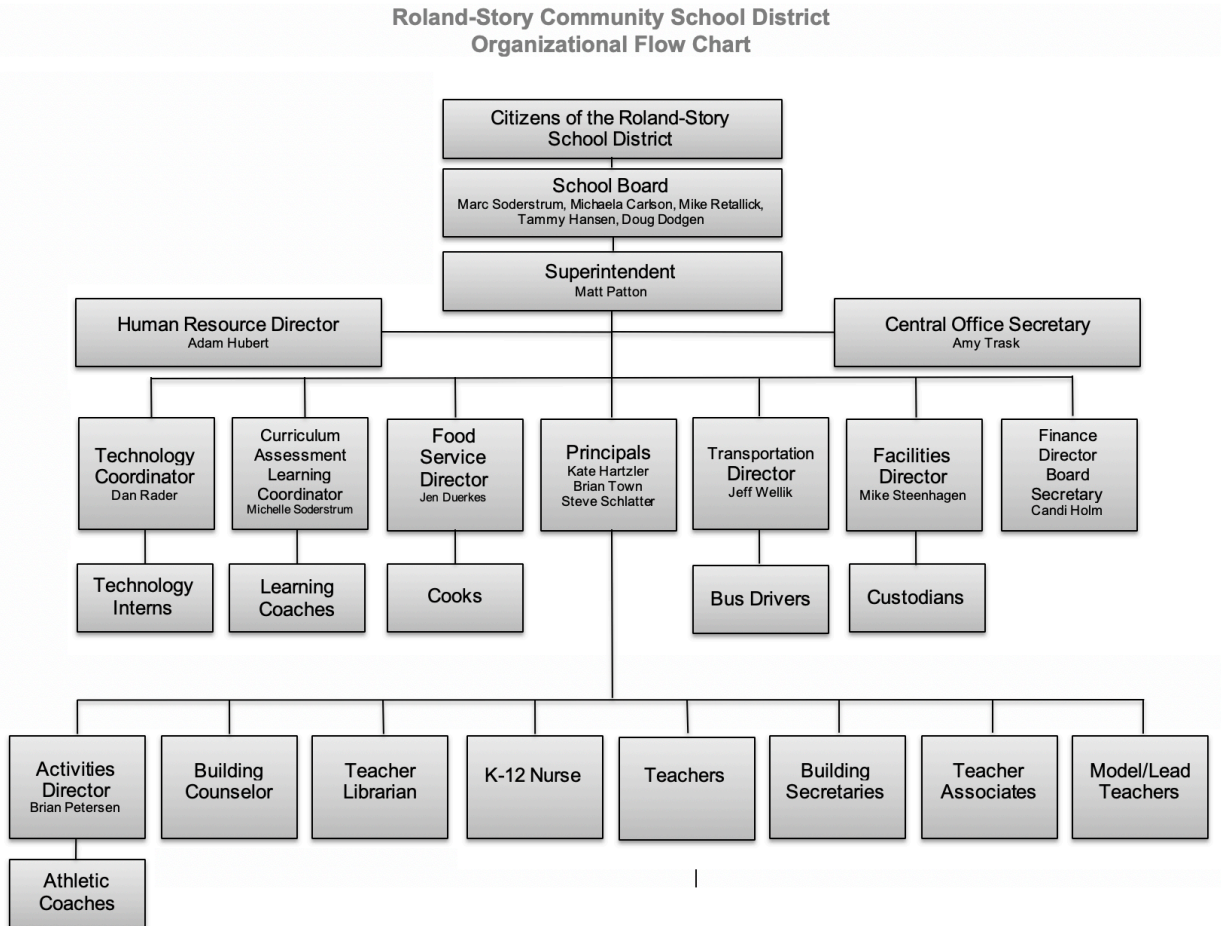 Roland-Story Community School District
Organizational Flow Chart
Citizens of the Roland-Story
School District
School Board
Marc Soderstrum, Michaela Carlson, Mike Retallick,
Tammy Hansen, Doug Dodgen
Superintendent
Matt Patton
Human Resource Director
Adam Hubert
Central Office Secretary
Amy Trask
Technology
Coordinator
Dan Rader
Curriculum
Assessment
Learning
Coordinator
Michelle Soderstrum
Food
Service
Director
Jen Duerkes
Principals
Kate Hartzler
Brian Town
Steve Schlatter
Transportation
Director
Jeff Wellik
Facilities
Director
Mike Steenhagen
Finance
Director
Board
Secretary
Candi Holm
Technology
Interns
Learning
Coaches
Cooks
Bus Drivers
Custodians
Activities
Director
Brian Petersen
Building
Counselor
Teacher
Librarian
K-12 Nurse
Teachers
Building
Secretaries
Teacher
Associates
Model/Lead
Teachers
Athletic
Coaches